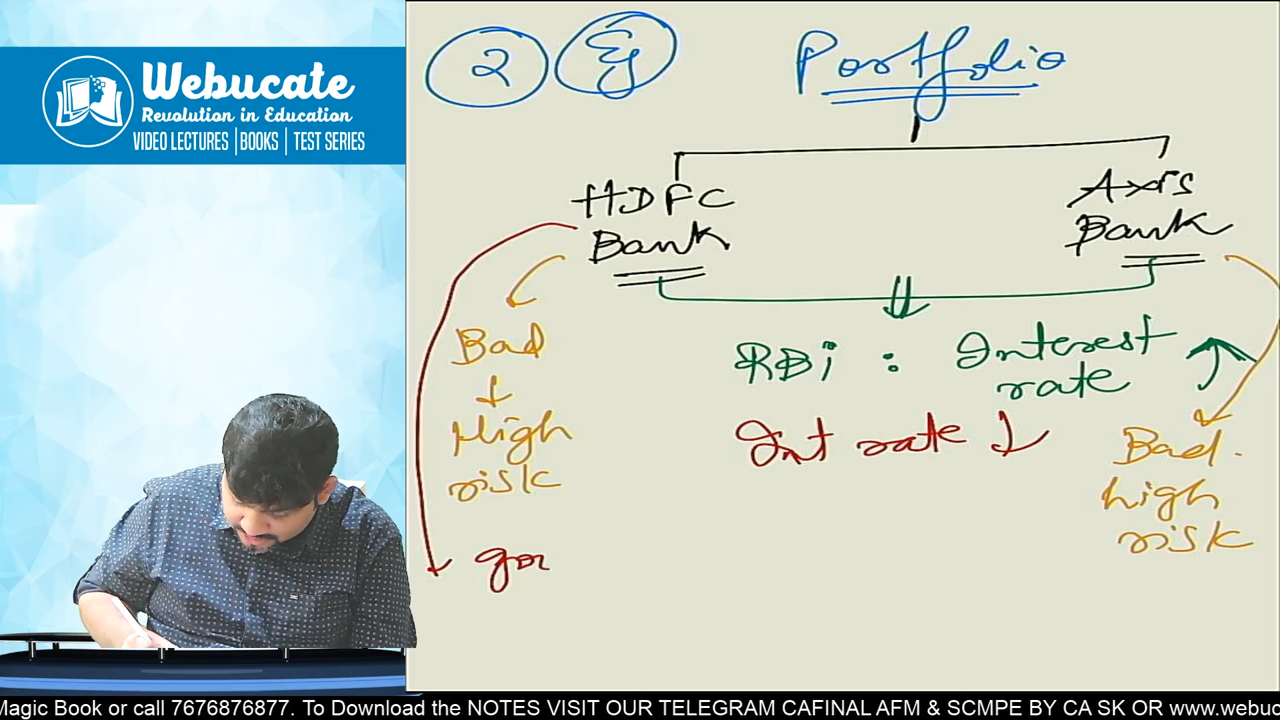 Webucate
Revolution in Education
VIDEO LECTURES | BOOKS | TEST SERIES
2 Eg Portfolio
HDFC
Bank
Axis
Bank
Bad
High
risk
RBi : Interest
rate
Int rate
Bad.
high
risk
goo
Magic Book or call 7676876877. To Download the NOTES VISIT OUR TELEGRAM CAFINAL AFM & SCMPE BY CA SK OR www.webuc